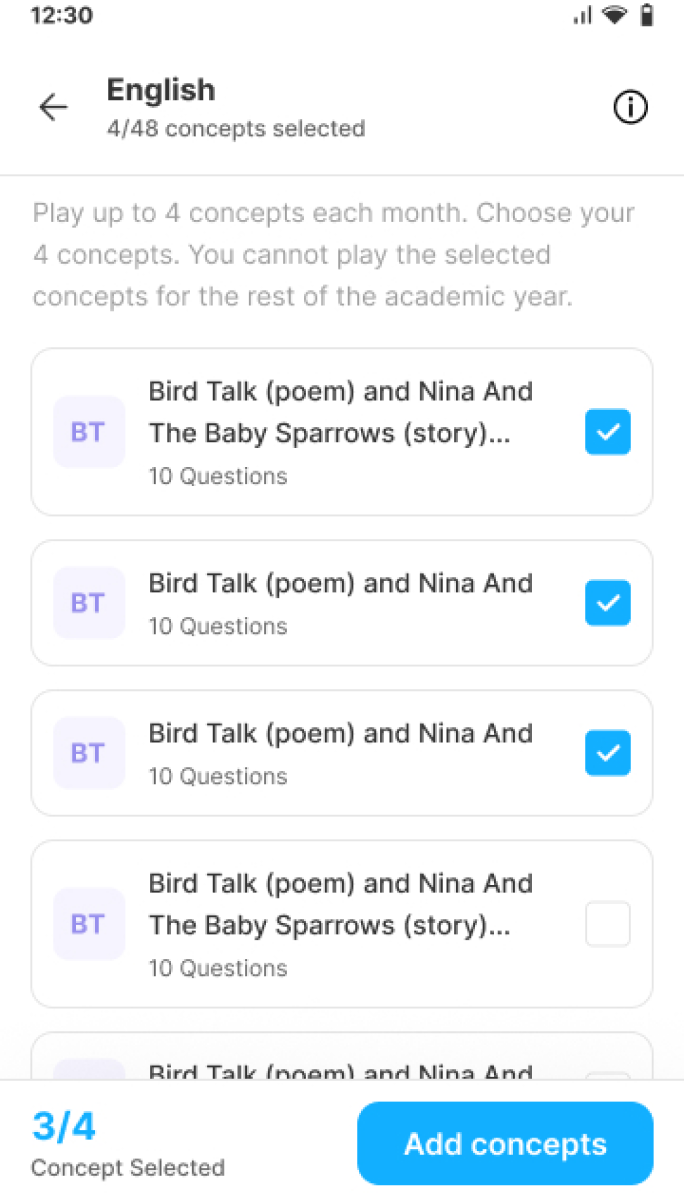 12:30
English
4/48 concepts selected
Play up to 4 concepts each month. Choose your
4 concepts. You cannot play the selected
concepts for the rest of the academic year.
BT
Bird Talk (poem) and Nina And
The Baby Sparrows (story)...
10 Questions
BT
Bird Talk (poem) and Nina And
10 Questions
BT
Bird Talk (poem) and Nina And
10 Questions
BT
Bird Talk (poem) and Nina And
The Baby Sparrows (story)...
10 Questions
Bird Talk (poem) and Nina And
3/4
Concept Selected
Add concepts